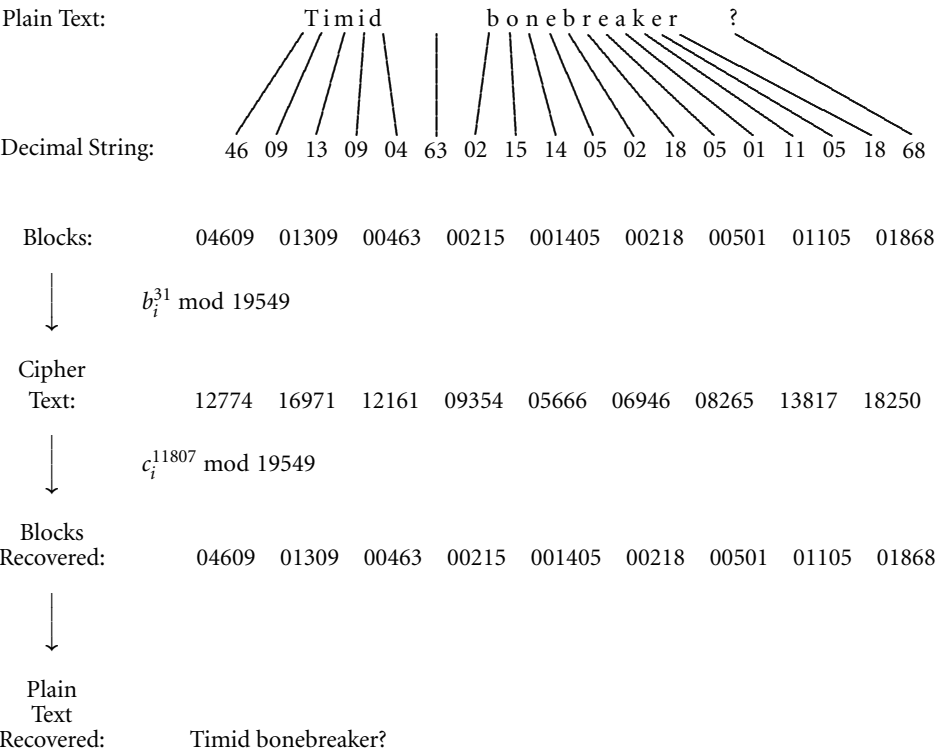 Plain Text: Timid bonebreaker ?
Decimal String: 46 09 13 09 04 63 02 15 14 05 02 18 05 01 11 05 18 68
Blocks: 04609 01309 00463 00215 001405 00218 00501 01105 01868
b_i^31 mod 19549
Cipher
Text: 12774 16971 12161 09354 05666 06946 08265 13817 18250
c_i^11807 mod 19549
Blocks
Recovered: 04609 01309 00463 00215 001405 00218 00501 01105 01868
Plain
Text
Recovered: Timid bonebreaker?